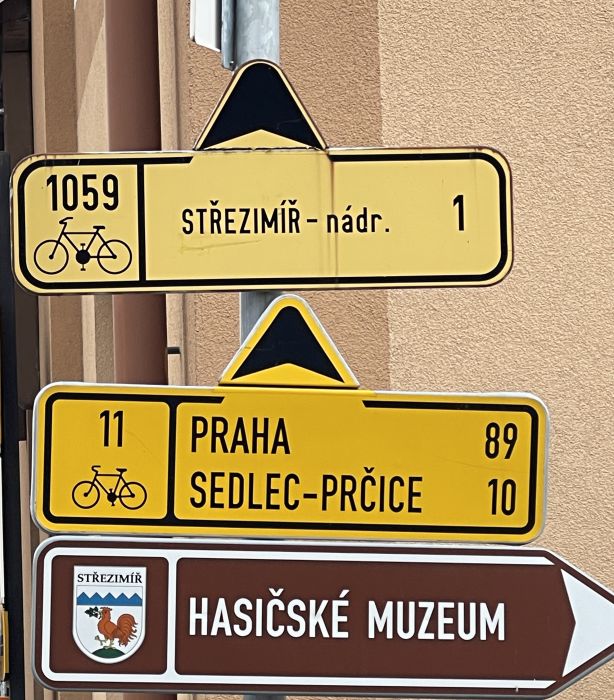 1059
STŘEZIMÍŘ - nádr. 1
11
PRAHA 89
SEDLEC-PRČICE 10
STŘEZIMÍŘ
HASIČSKÉ MUZEUM